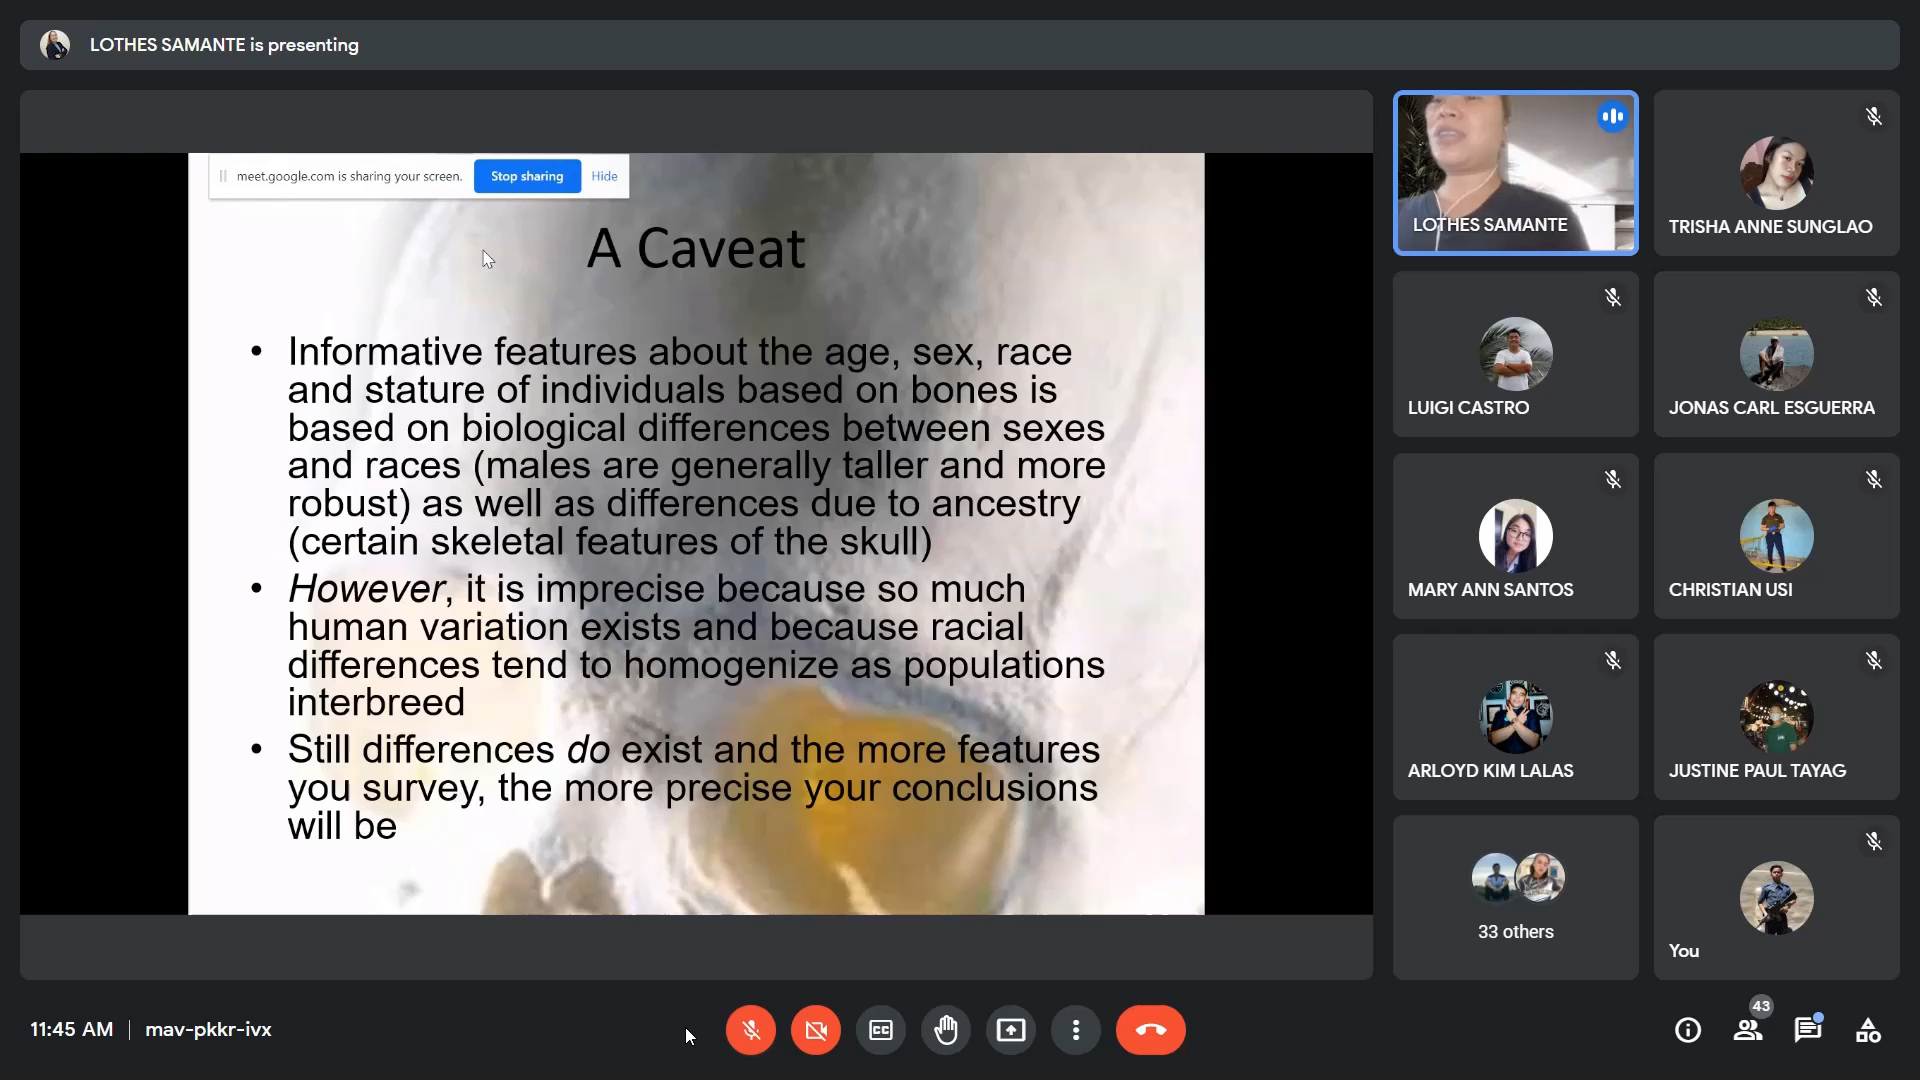 LOTHES SAMANTE is presenting
meet.google.com is sharing your screen.
Stop sharing
Hide
A Caveat
• Informative features about the age, sex, race
and stature of individuals based on bones is
based on biological differences between sexes
and races (males are generally taller and more
robust) as well as differences due to ancestry
(certain skeletal features of the skull)
• However, it is imprecise because so much
human variation exists and because racial
differences tend to homogenize as populations
interbreed
• Still differences do exist and the more features
you survey, the more precise your conclusions
will be
LOTHES SAMANTE
TRISHA ANNE SUNGLAO
LUIGI CASTRO
JONAS CARL ESGUERRA
MARY ANN SANTOS
CHRISTIAN USI
ARLOYD KIM LALAS
JUSTINE PAUL TAYAG
33 others
You
11:45 AM | mav-pkkr-ivx
CC
43